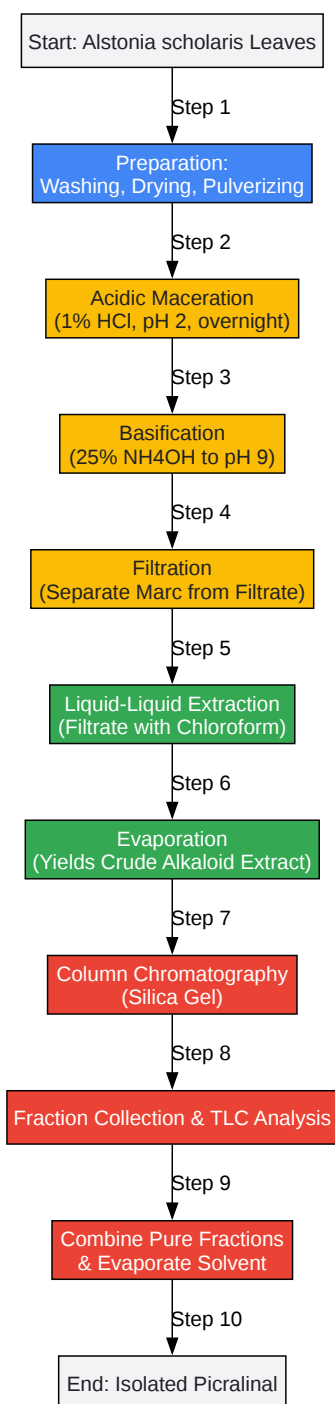 Start: Alstonia scholaris Leaves
Step 1
Preparation:
Washing, Drying, Pulverizing
Step 2
Acidic Maceration
(1% HCl, pH 2, overnight)
Step 3
Basification
(25% NH4OH to pH 9)
Step 4
Filtration
(Separate Marc from Filtrate)
Step 5
Liquid-Liquid Extraction
(Filtrate with Chloroform)
Step 6
Evaporation
(Yields Crude Alkaloid Extract)
Step 7
Column Chromatography
(Silica Gel)
Step 8
Fraction Collection & TLC Analysis
Step 9
Combine Pure Fractions
& Evaporate Solvent
Step 10
End: Isolated Picralinal